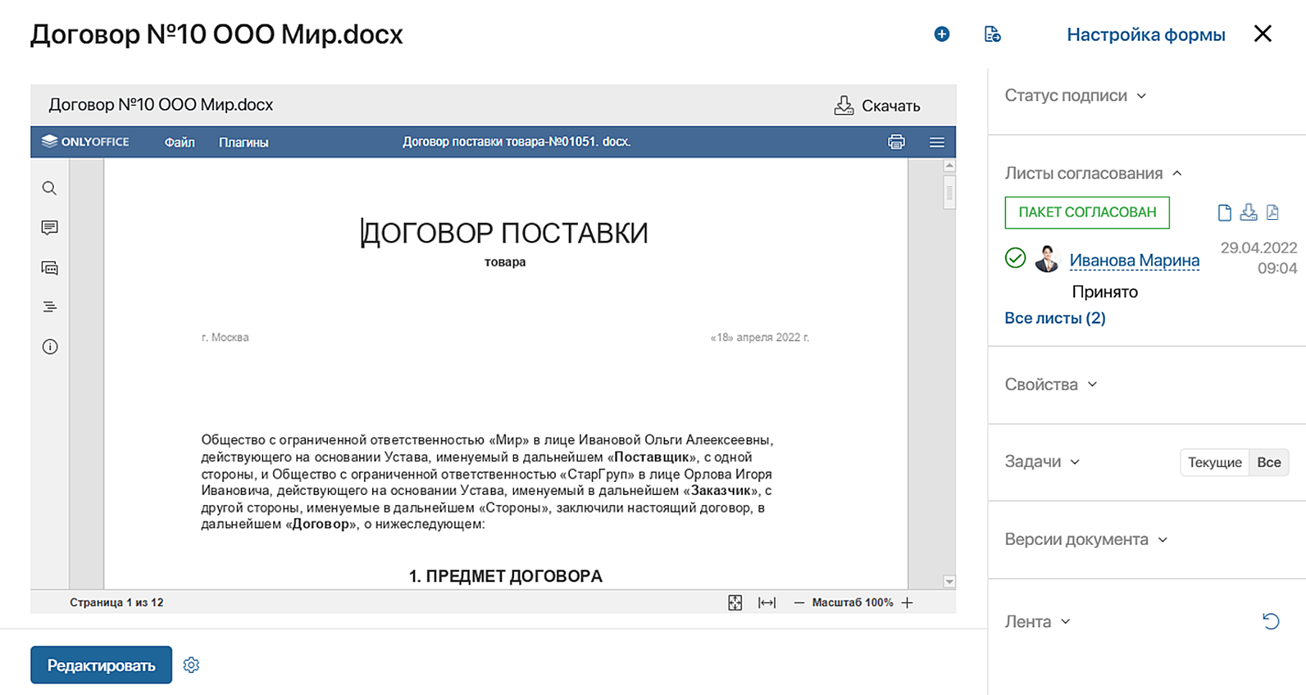 Договор №10 ООО Мир.docx
Настройка формы
Договор №10 ООО Мир.docx
Скачать
ONLYOFFICE Файл Плагины Договор поставки товара-№01051. docx.
ДОГОВОР ПОСТАВКИ
товара
г. Москва «18» апреля 2022 г.
Общество с ограниченной ответственностью «Мир» в лице Ивановой Ольги Алеексеевны,
действующего на основании Устава, именуемый в дальнейшем «Поставщик», с одной
стороны, и Общество с ограниченной ответственностью «СтарГруп» в лице Орлова Игоря
Ивановича, действующего на основании Устава, именуемый в дальнейшем «Заказчик», с
другой стороны, именуемые в дальнейшем «Стороны», заключили настоящий договор, в
дальнейшем «Договор», о нижеследующем:
1. ПРЕДМЕТ ДОГОВОРА
Страница 1 из 12
Масштаб 100%
Редактировать
Статус подписи
Листы согласования
ПАКЕТ СОГЛАСОВАН
Иванова Марина
29.04.2022
09:04
Принято
Все листы (2)
Свойства
Задачи
Текущие Все
Версии документа
Лента